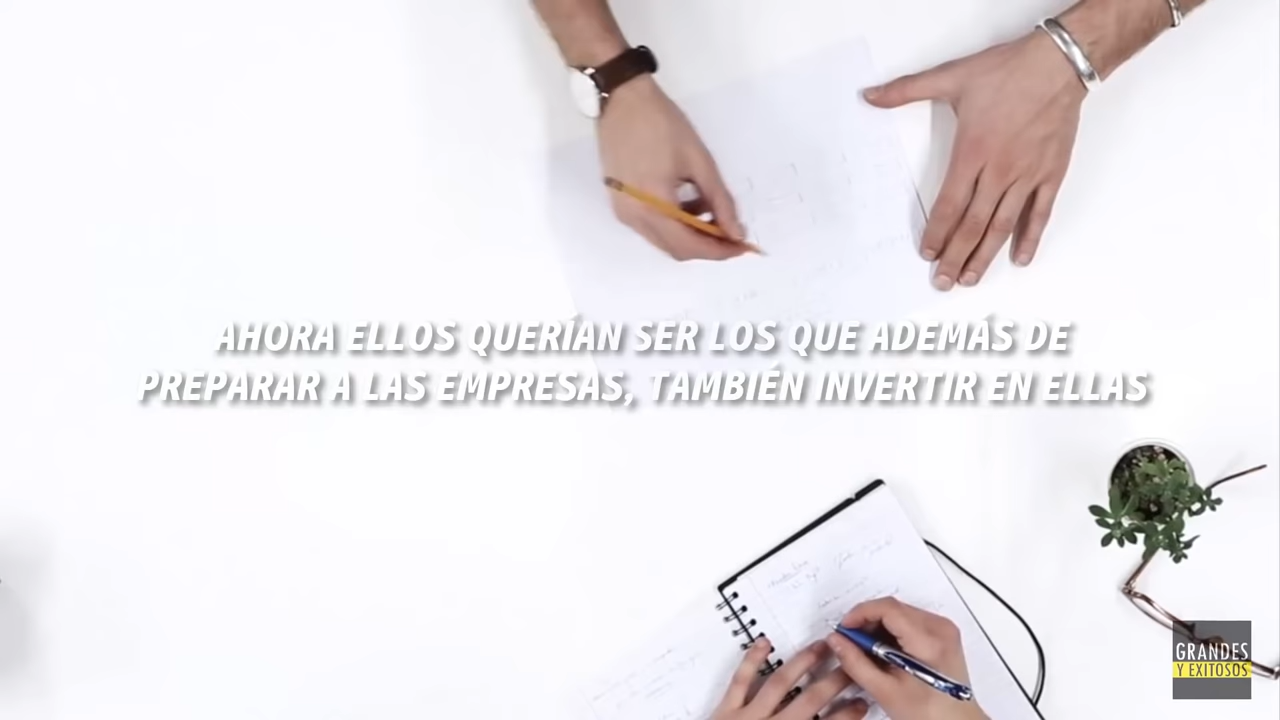 AHORA ELLOS QUERÍAN SER LOS QUE ADEMÁS DE
PREPARAR A LAS EMPRESAS, TAMBIÉN INVERTIR EN ELLAS
GRANDES
Y EXITOSOS